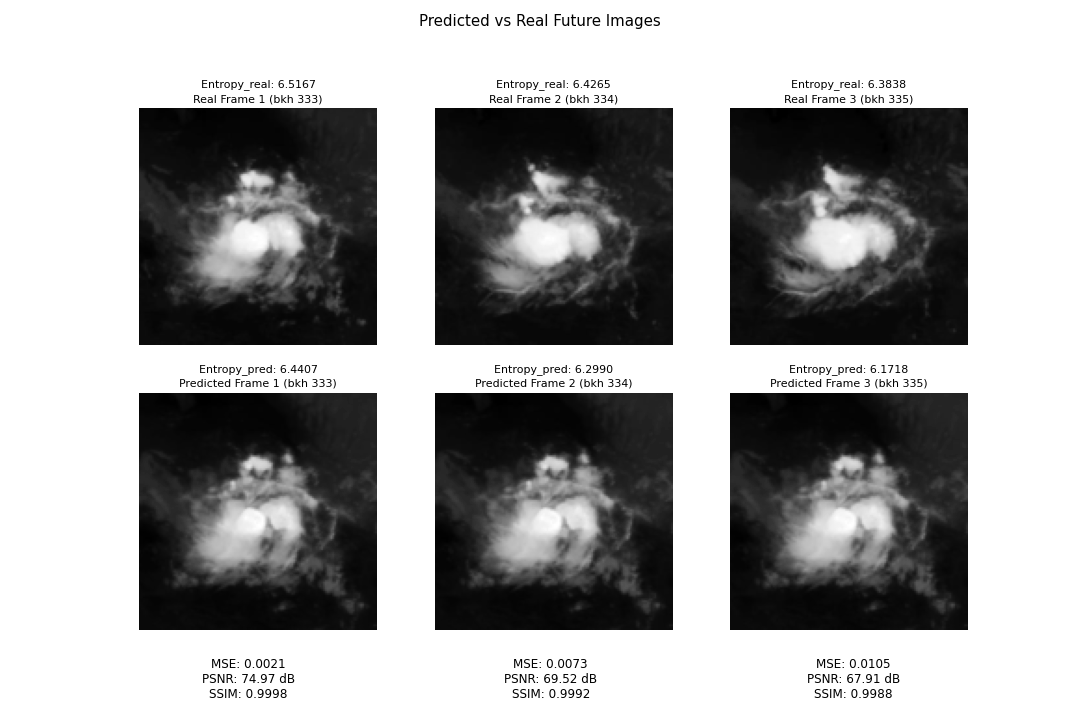 Predicted vs Real Future Images
Entropy_real: 6.5167
Real Frame 1 (bkh 333)
Entropy_real: 6.4265
Real Frame 2 (bkh 334)
Entropy_real: 6.3838
Real Frame 3 (bkh 335)
Entropy_pred: 6.4407
Predicted Frame 1 (bkh 333)
Entropy_pred: 6.2990
Predicted Frame 2 (bkh 334)
Entropy_pred: 6.1718
Predicted Frame 3 (bkh 335)
MSE: 0.0021
PSNR: 74.97 dB
SSIM: 0.9998
MSE: 0.0073
PSNR: 69.52 dB
SSIM: 0.9992
MSE: 0.0105
PSNR: 67.91 dB
SSIM: 0.9988